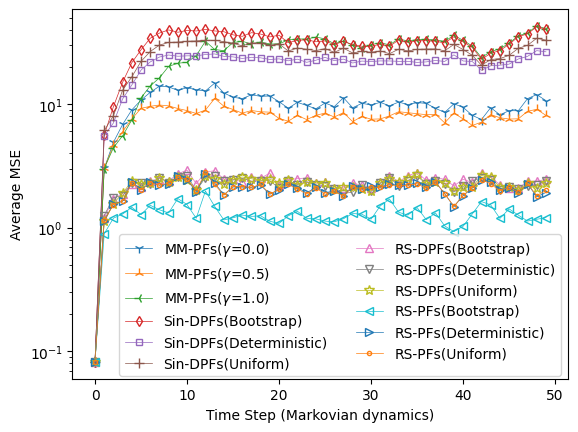 Average MSE
10¹
10⁰
10⁻¹
MM-PFs(γ=0.0)
MM-PFs(γ=0.5)
MM-PFs(γ=1.0)
Sin-DPFs(Bootstrap)
Sin-DPFs(Deterministic)
Sin-DPFs(Uniform)
RS-DPFs(Bootstrap)
RS-DPFs(Deterministic)
RS-DPFs(Uniform)
RS-PFs(Bootstrap)
RS-PFs(Deterministic)
RS-PFs(Uniform)
0 10 20 30 40 50
Time Step (Markovian dynamics)